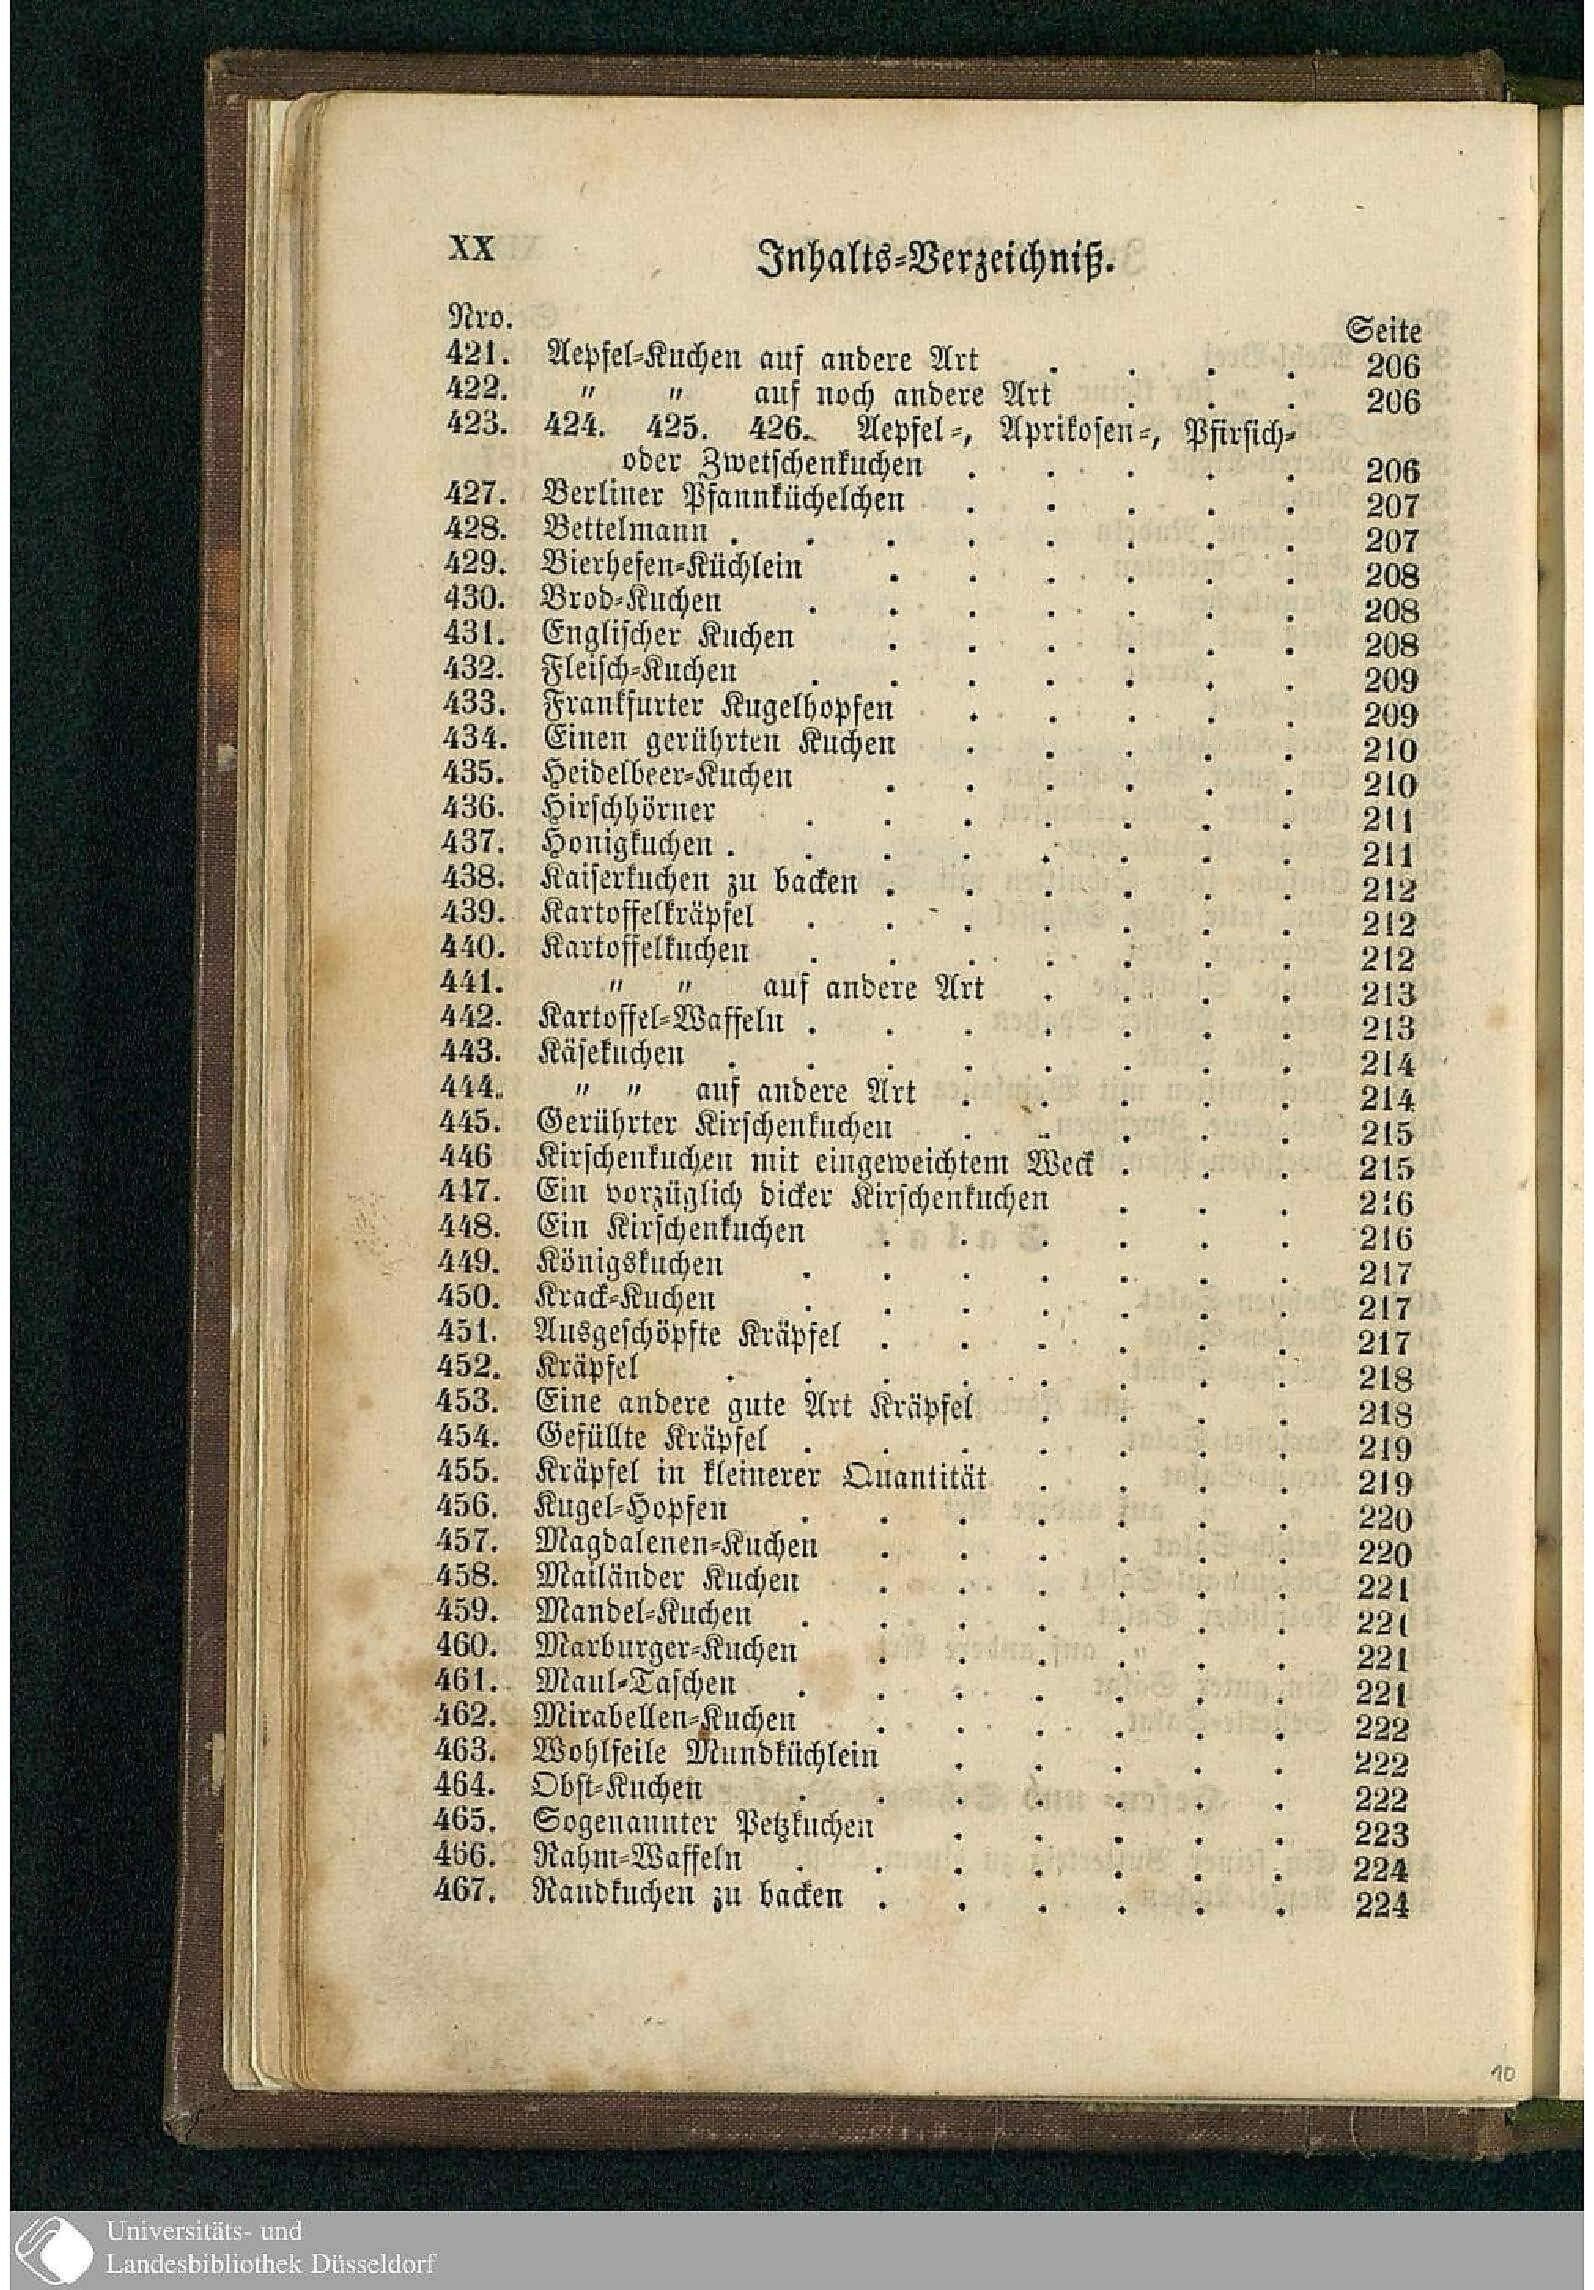 XX Inhalts-Verzeichniß.
Nro. Seite
421. Aepfel-Kuchen auf andere Art . . . . 206
422. " " auf noch andere Art . . . 206
423. 424. 425. 426. Aepfel-, Aprikosen-, Pfirsich-
oder Zwetschenkuchen . . . . . 206
427. Berliner Pfannküchelchen . . . . . 207
428. Bettelmann . . . . . . . . 207
429. Bierhefen-Küchlein . . . . . . 208
430. Brod-Kuchen . . . . . . . 208
431. Englischer Kuchen . . . . . . 208
432. Fleisch-Kuchen . . . . . . . 209
433. Frankfurter Kugelhopfen . . . . . 209
434. Einen gerührten Kuchen . . . . . 210
435. Heidelbeer-Kuchen . . . . . . 210
436. Hirschhörner . . . . . . . 211
437. Honigkuchen . . . . . . . . 211
438. Kaiserkuchen zu backen . . . . . . 212
439. Kartoffelkräpfel . . . . . . . 212
440. Kartoffelkuchen . . . . . . . 212
441. " " auf andere Art . . . . 213
442. Kartoffel-Waffeln . . . . . . . 213
443. Käsekuchen . . . . . . . . 214
444. " " auf andere Art . . . . . 214
445. Gerührter Kirschenkuchen . . . . . 215
446 Kirschenkuchen mit eingeweichtem Weck . . . 215
447. Ein vorzüglich dicker Kirschenkuchen . . . 216
448. Ein Kirschenkuchen . . . . . . 216
449. Königskuchen . . . . . . . 217
450. Krack-Kuchen . . . . . . . 217
451. Ausgeschöpfte Kräpfel . . . . . . 217
452. Kräpfel . . . . . . . . 218
453. Eine andere gute Art Kräpfel . . . . 218
454. Gefüllte Kräpfel . . . . . . . 219
455. Kräpfel in kleinerer Quantität . . . . 219
456. Kugel-Hopfen . . . . . . . 220
457. Magdalenen-Kuchen . . . . . . 220
458. Mailänder Kuchen . . . . . . 221
459. Mandel-Kuchen . . . . . . . 221
460. Marburger-Kuchen . . . . . . 221
461. Maul-Taschen . . . . . . . 221
462. Mirabellen-Kuchen . . . . . . 222
463. Wohlfeile Mundküchlein . . . . . 222
464. Obst-Kuchen . . . . . . . 222
465. Sogenannter Petzkuchen . . . . . 223
466. Rahm-Waffeln . . . . . . . 224
467. Randkuchen zu backen . . . . . . 224
10
Universitäts- und
Landesbibliothek Düsseldorf